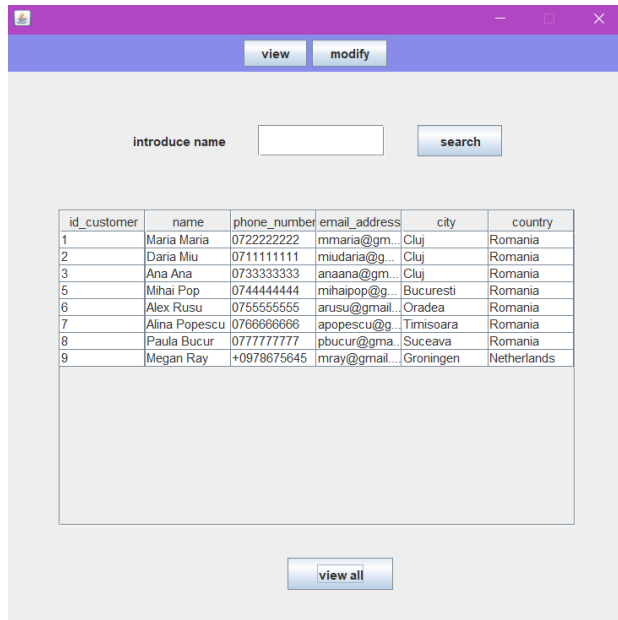 view modify
introduce name search
id_customer name phone_number email_address city country
1 Maria Maria 0722222222 mmaria@gm... Cluj Romania
2 Daria Miu 0711111111 miudaria@g... Cluj Romania
3 Ana Ana 0733333333 anaana@gm... Cluj Romania
5 Mihai Pop 0744444444 mihaipop@g... Bucuresti Romania
6 Alex Rusu 0755555555 arusu@gmail... Oradea Romania
7 Alina Popescu 0766666666 apopescu@g... Timisoara Romania
8 Paula Bucur 0777777777 pbucur@gma... Suceava Romania
9 Megan Ray +0978675645 mray@gmail.... Groningen Netherlands
view all